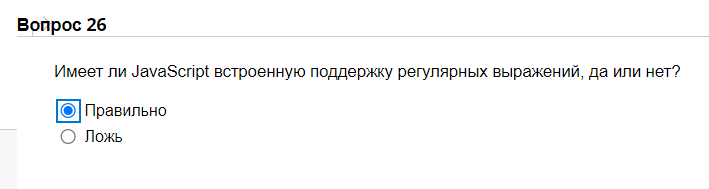 Вопрос 26
Имеет ли JavaScript встроенную поддержку регулярных выражений, да или нет?
Правильно
Ложь